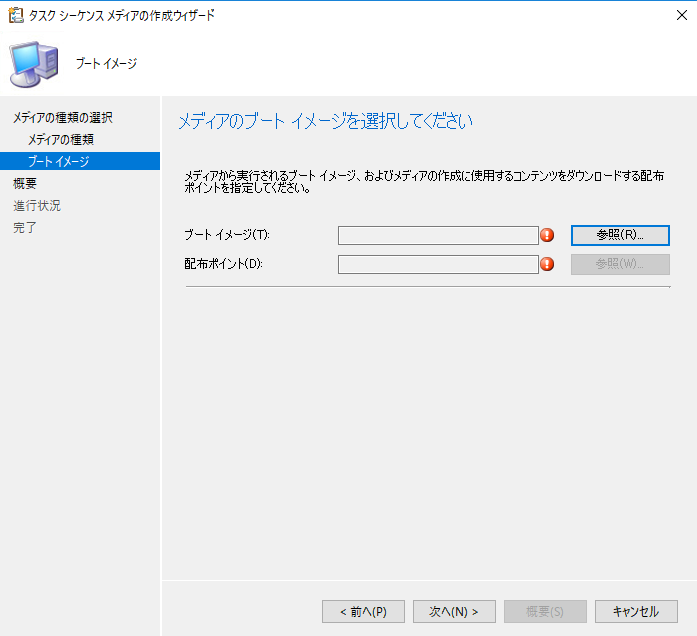 タスク シーケンス メディアの作成ウィザード
ブート イメージ
メディアの種類の選択
メディアの種類
ブート イメージ
概要
進行状況
完了
メディアのブート イメージを選択してください
メディアから実行されるブート イメージ、およびメディアの作成に使用するコンテンツをダウンロードする配布
ポイントを指定してください。
ブート イメージ(T):
参照(R)...
配布ポイント(D):
参照(W)...
< 前へ(P)
次へ(N) >
概要(S)
キャンセル